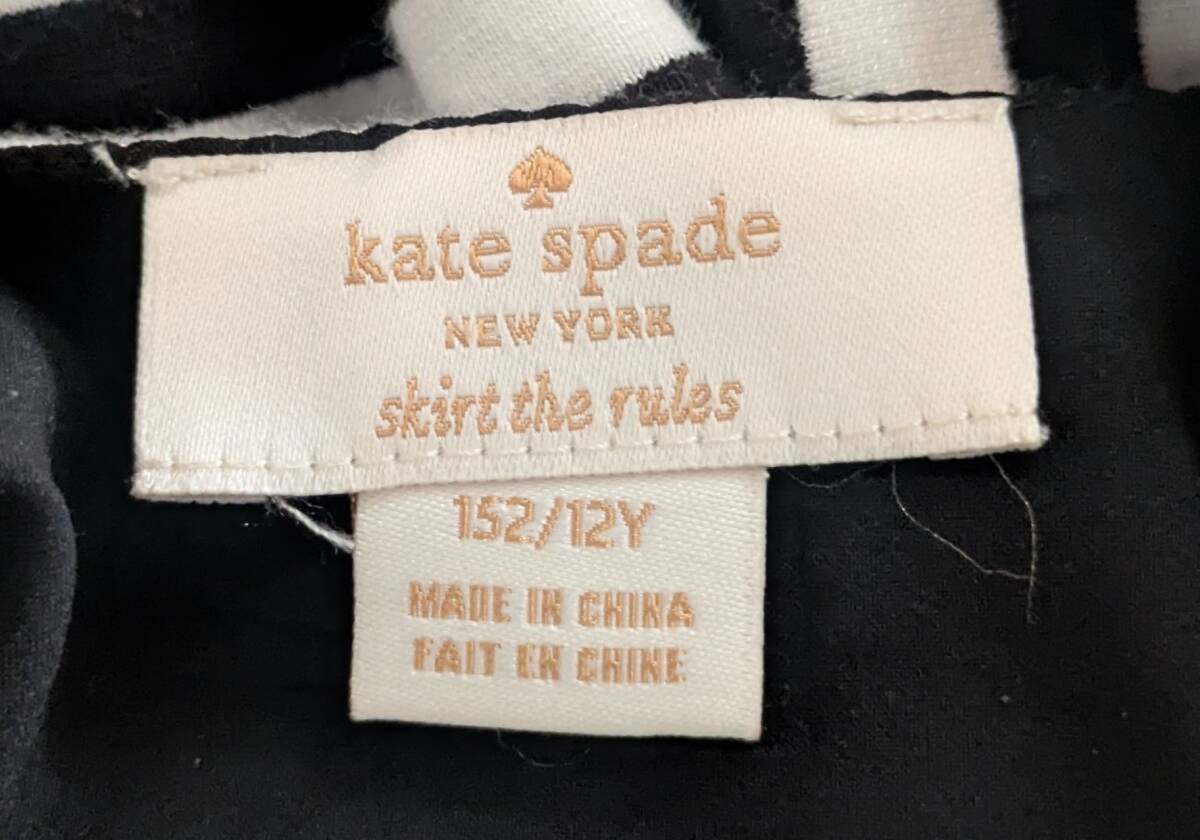 kate spade
NEW YORK
skirt the rules
152/12Y
MADE IN CHINA
FAIT EN CHINE